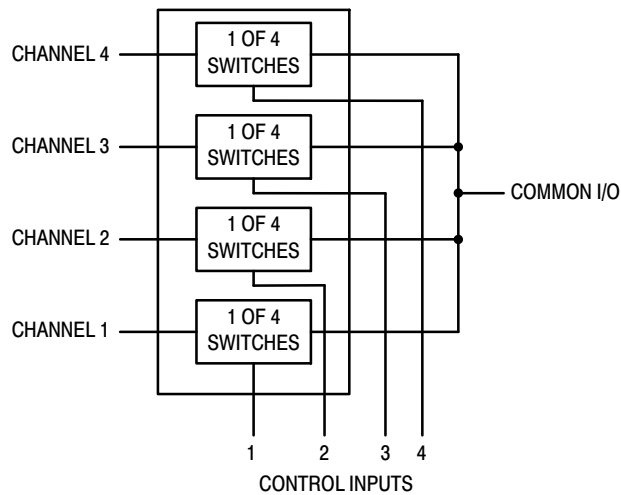 CHANNEL 4
1 OF 4
SWITCHES
CHANNEL 3
1 OF 4
SWITCHES
COMMON I/O
CHANNEL 2
1 OF 4
SWITCHES
CHANNEL 1
1 OF 4
SWITCHES
1 2 3 4
CONTROL INPUTS